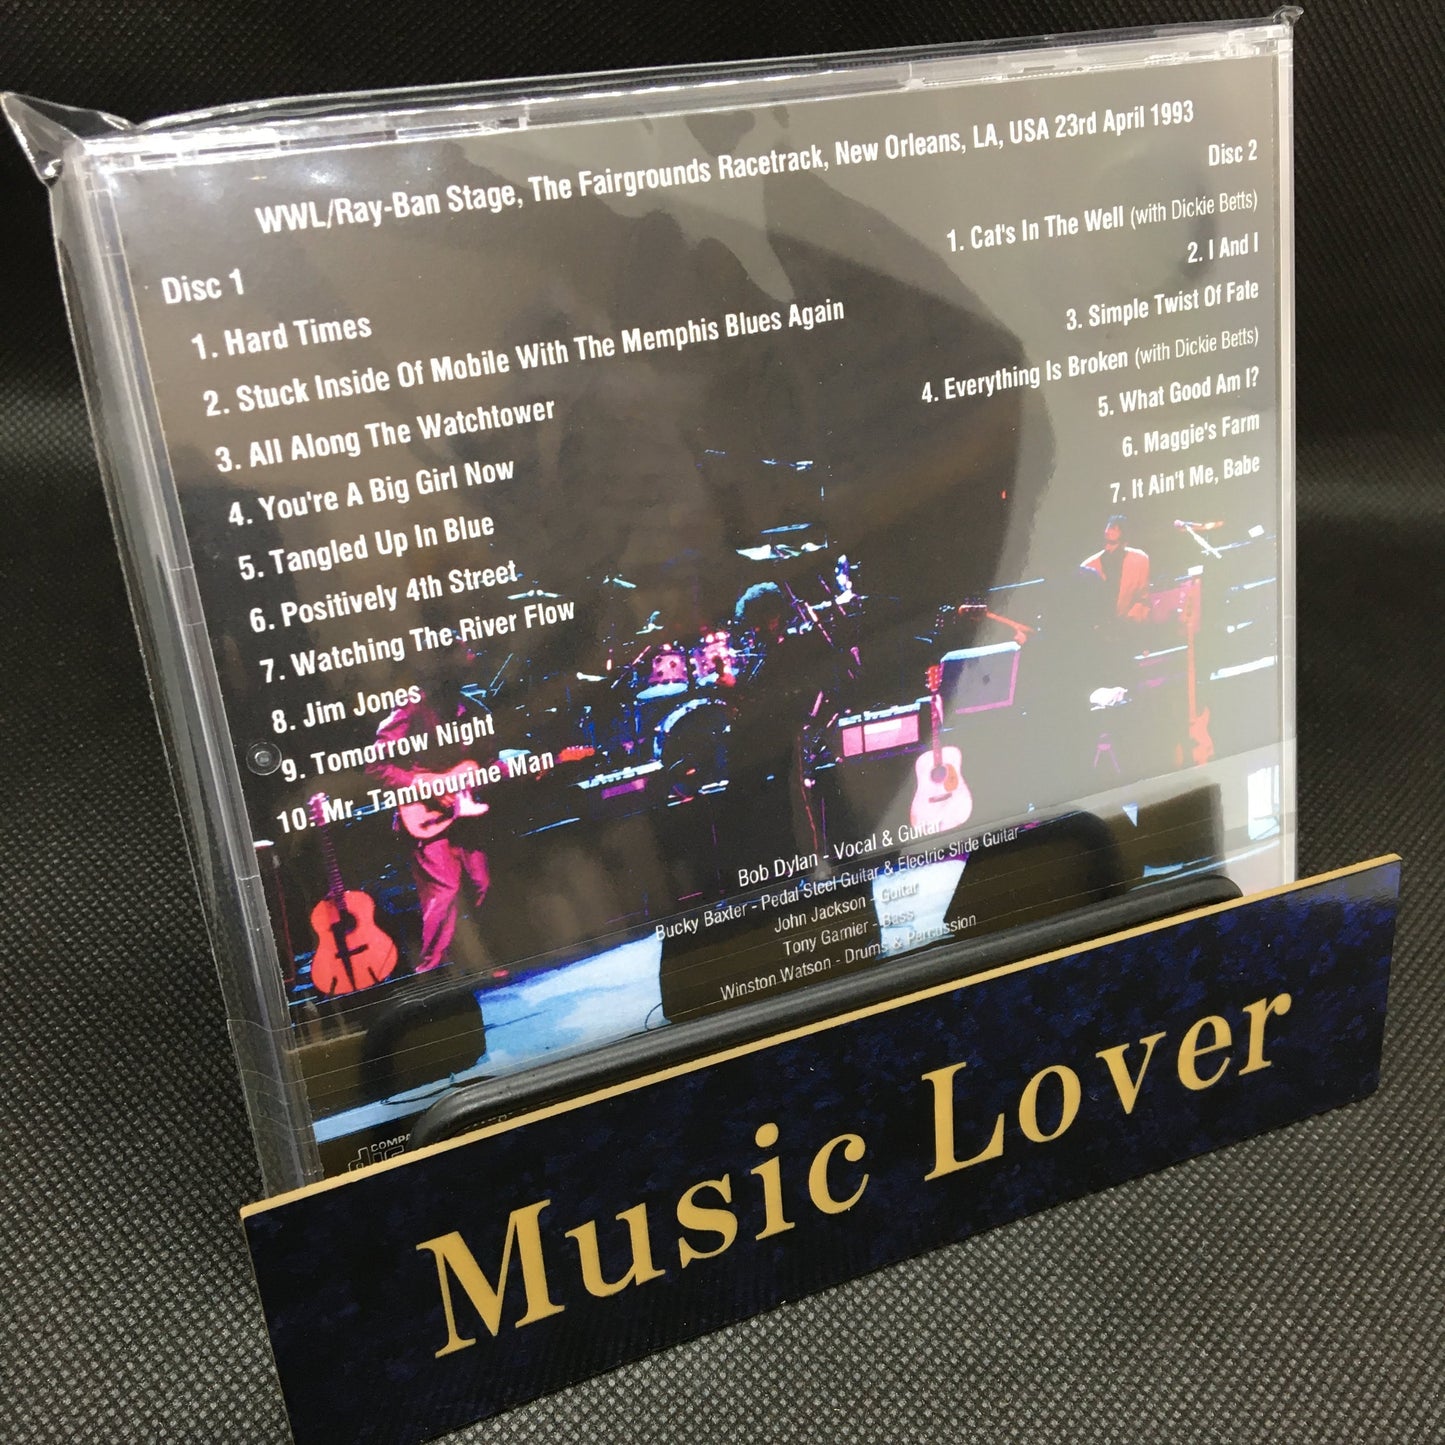 WWL/Ray-Ban Stage, The Fairgrounds Racetrack, New Orleans, LA, USA 23rd April 1993
Disc 1
1. Hard Times
2. Stuck Inside Of Mobile With The Memphis Blues Again
3. All Along The Watchtower
4. You're A Big Girl Now
5. Tangled Up In Blue
6. Positively 4th Street
7. Watching The River Flow
8. Jim Jones
9. Tomorrow Night
10. Mr. Tambourine Man
Disc 2
1. Cat's In The Well (with Dickie Betts)
2. I And I
3. Simple Twist Of Fate
4. Everything Is Broken (with Dickie Betts)
5. What Good Am I?
6. Maggie's Farm
7. It Ain't Me, Babe
Bob Dylan - Vocal & Guitar
Bucky Baxter - Pedal Steel Guitar & Electric Slide Guitar
John Jackson - Guitar
Tony Garnier - Bass
Winston Watson - Drums & Percussion
Music Lover